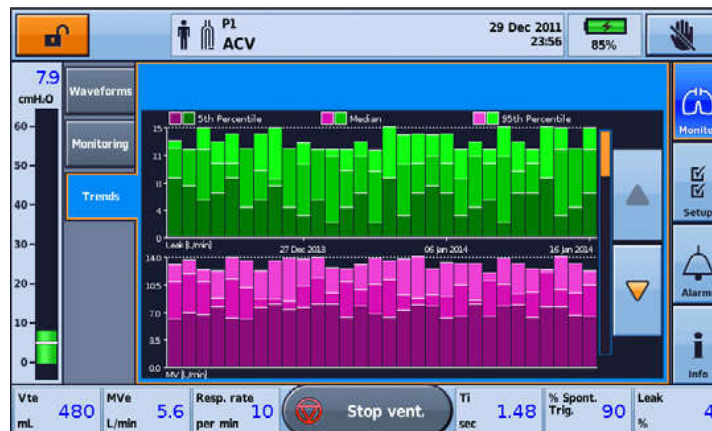 P1
ACV
29 Dec 2011
23:56
85%
7.9
cmH₂O
60
50
40
30
20
10
0
Waveforms
Monitoring
Trends
5th Percentile
Median
95th Percentile
15
11
8
4
0
Leak [L/min]
27 Dec 2013
06 Jan 2014
16 Jan 2014
14.0
10.5
7.0
3.5
0.0
MV [L/min]
Monito
Setup
Alarm
Info
Vte
mL
480
MVe
L/min
5.6
Resp. rate
per min
10
Stop vent.
Ti
sec
1.48
% Spont.
Trig.
90
Leak
%
4